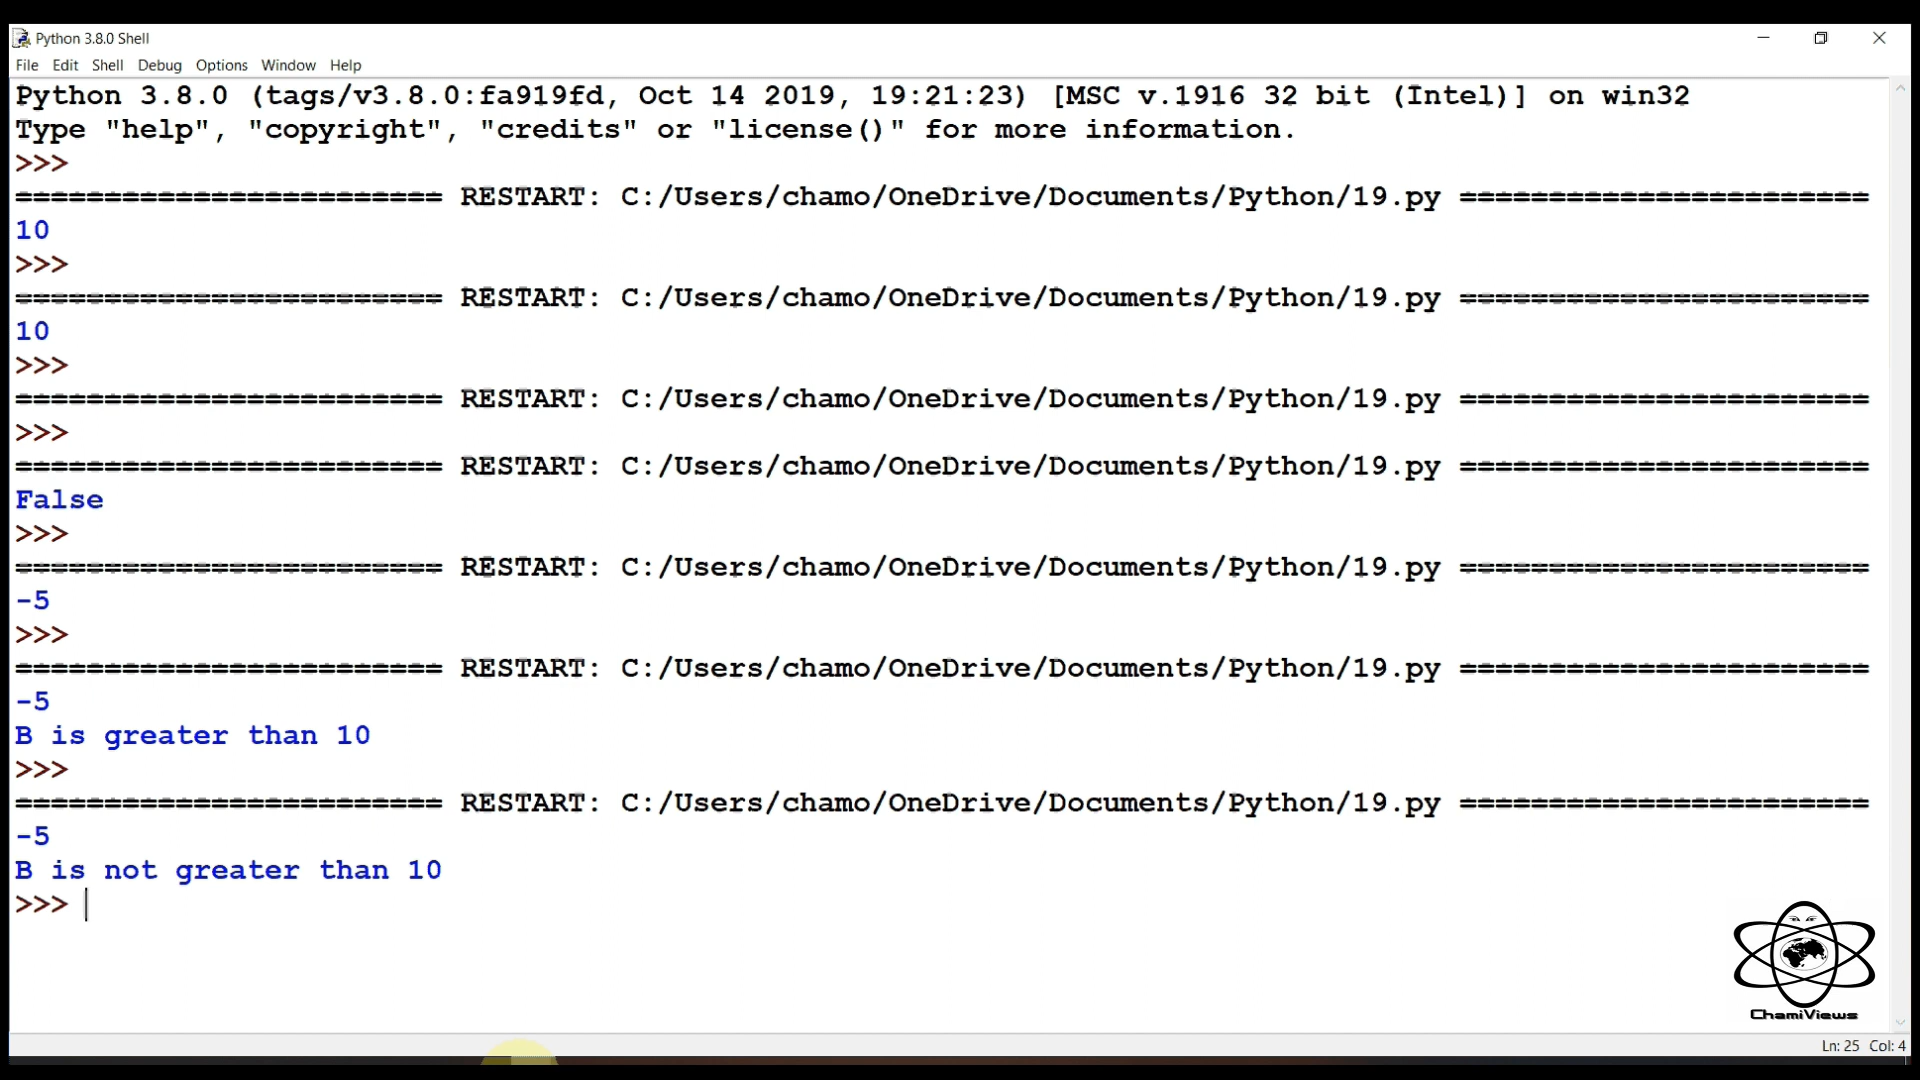 Python 3.8.0 Shell
File Edit Shell Debug Options Window Help
Python 3.8.0 (tags/v3.8.0:fa919fd, Oct 14 2019, 19:21:23) [MSC v.1916 32 bit (Intel)] on win32
Type "help", "copyright", "credits" or "license()" for more information.
>>>
======================== RESTART: C:/Users/chamo/OneDrive/Documents/Python/19.py =======================
10
>>>
======================== RESTART: C:/Users/chamo/OneDrive/Documents/Python/19.py =======================
10
>>>
======================== RESTART: C:/Users/chamo/OneDrive/Documents/Python/19.py =======================
>>>
======================== RESTART: C:/Users/chamo/OneDrive/Documents/Python/19.py =======================
False
>>>
======================== RESTART: C:/Users/chamo/OneDrive/Documents/Python/19.py =======================
-5
>>>
======================== RESTART: C:/Users/chamo/OneDrive/Documents/Python/19.py =======================
-5
B is greater than 10
>>>
======================== RESTART: C:/Users/chamo/OneDrive/Documents/Python/19.py =======================
-5
B is not greater than 10
>>>
ChamiViews
Ln: 25 Col: 4